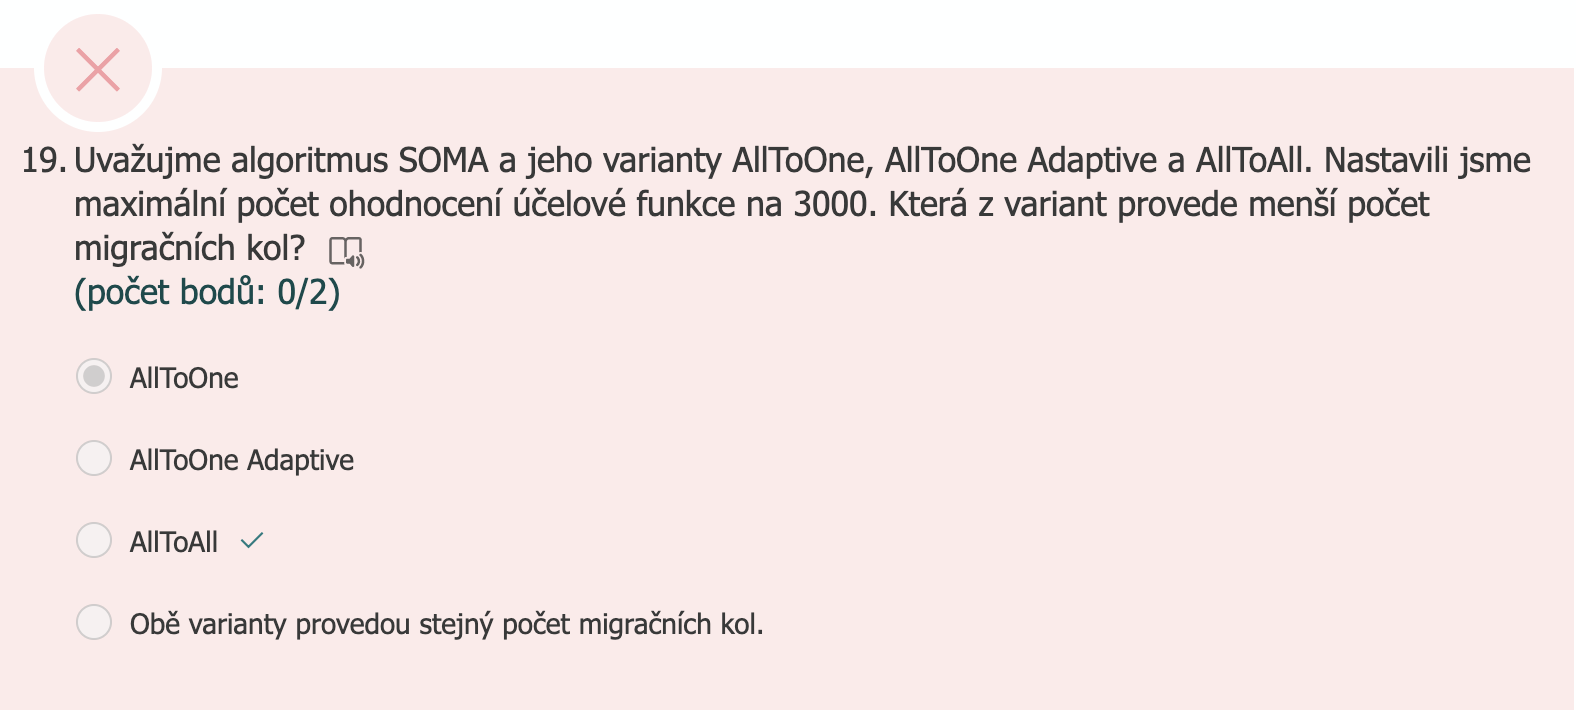 19. Uvažujme algoritmus SOMA a jeho varianty AllToOne, AllToOne Adaptive a AllToAll. Nastavili jsme
maximální počet ohodnocení účelové funkce na 3000. Která z variant provede menší počet
migračních kol?
(počet bodů: 0/2)
AllToOne
AllToOne Adaptive
AllToAll
Obě varianty provedou stejný počet migračních kol.